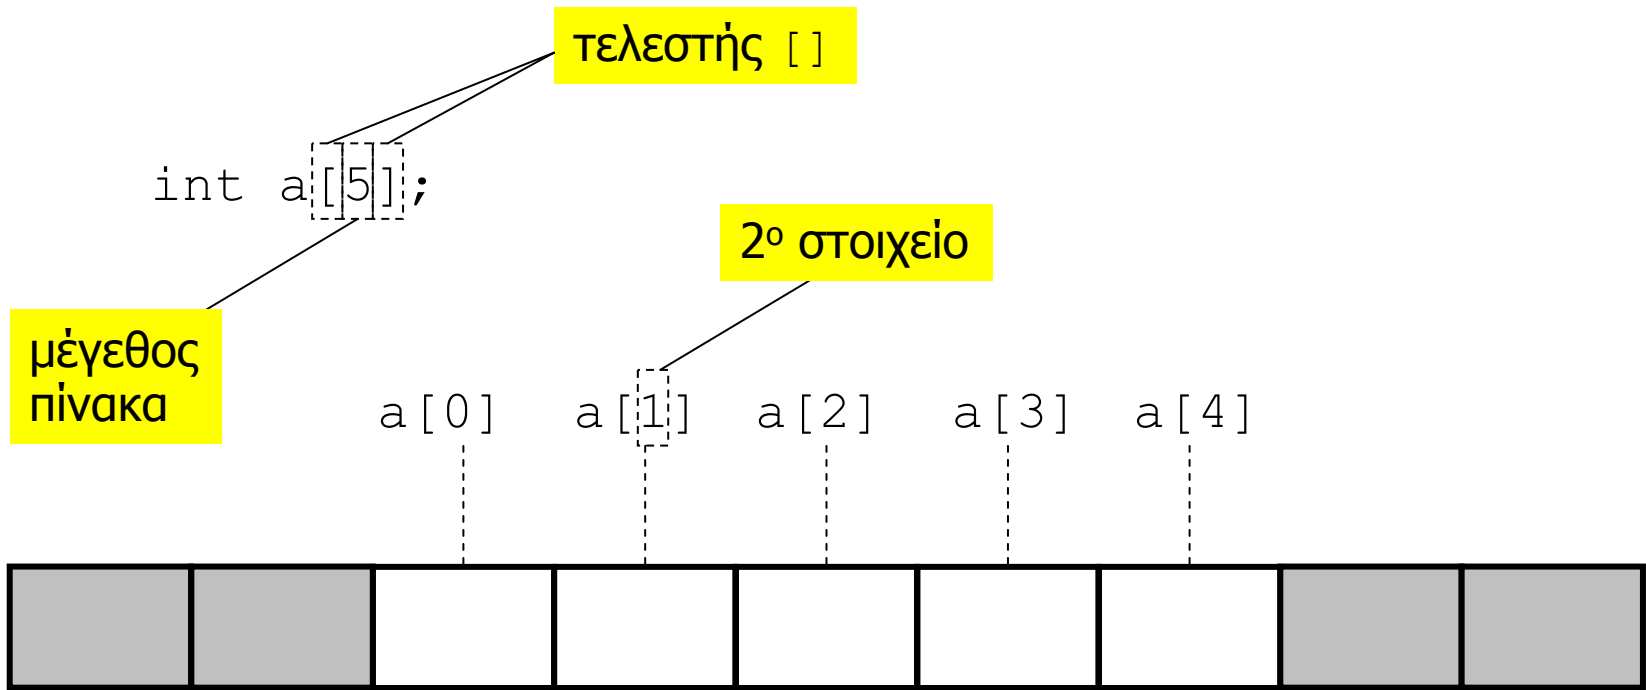 τελεστής []
int a[5];
2ο στοιχείο
μέγεθος
πίνακα
a[0] a[1] a[2] a[3] a[4]